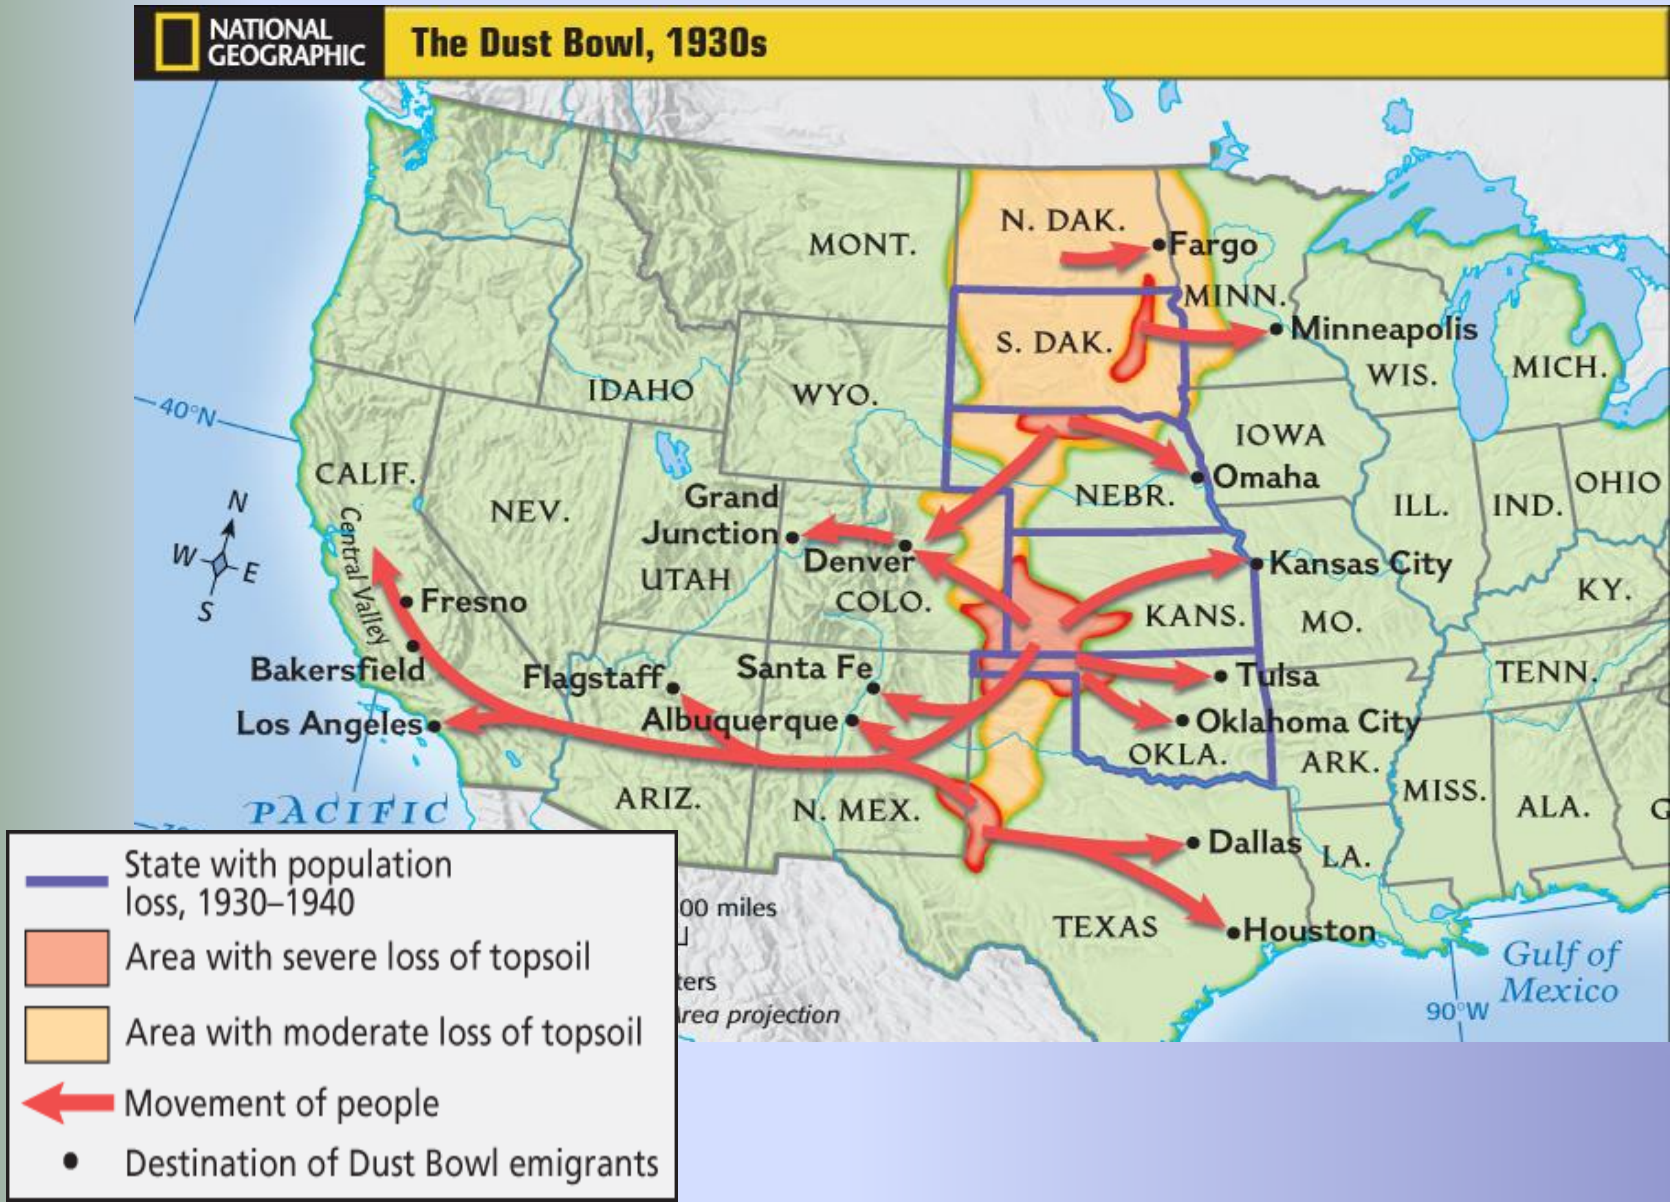 NATIONAL
GEOGRAPHIC
The Dust Bowl, 1930s
N. DAK.
MONT.
Fargo
MINN.
Minneapolis
S. DAK.
WIS.
MICH.
IDAHO
WYO.
40°N
IOWA
CALIF.
Omaha
OHIO
Grand
Junction
NEV.
NEBR.
ILL.
IND.
N
W
E
S
Central Valley
Denver
Kansas City
UTAH
COLO.
KY.
Fresno
KANS.
MO.
Bakersfield
Flagstaff
Santa Fe
Tulsa
TENN.
Los Angeles
Albuquerque
Oklahoma City
OKLA.
ARK.
PACIFIC
ARIZ.
N. MEX.
MISS.
ALA.
G
Dallas
LA.
State with population
loss, 1930–1940
00 miles
TEXAS
Houston
Area with severe loss of topsoil
Gulf of
Mexico
ters
90°W
Area projection
Area with moderate loss of topsoil
Movement of people
Destination of Dust Bowl emigrants